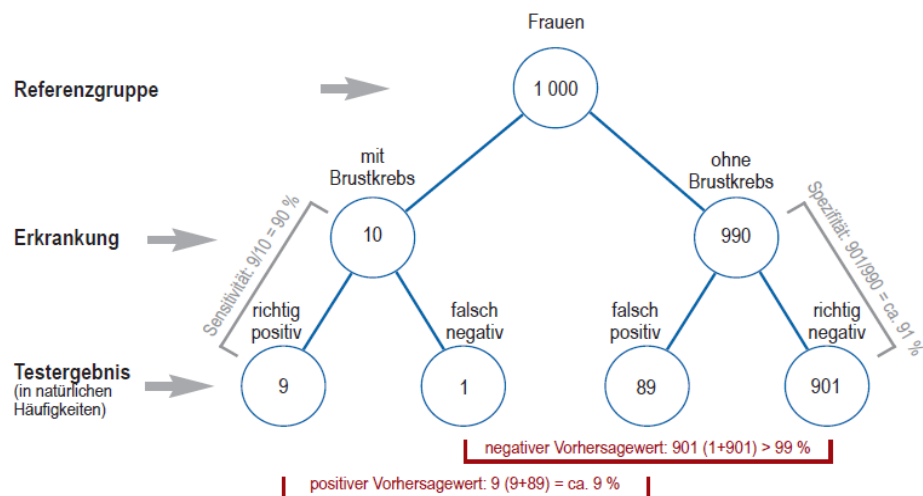 Frauen
Referenzgruppe
1 000
mit
Brustkrebs
ohne
Brustkrebs
Sensitivität: 9/10 = 90 %
Spezifität: 901/990 = ca. 91 %
Erkrankung
10
990
richtig
positiv
falsch
negativ
falsch
positiv
richtig
negativ
Testergebnis
(in natürlichen
Häufigkeiten)
9
1
89
901
negativer Vorhersagewert: 901 (1+901) > 99 %
positiver Vorhersagewert: 9 (9+89) = ca. 9 %